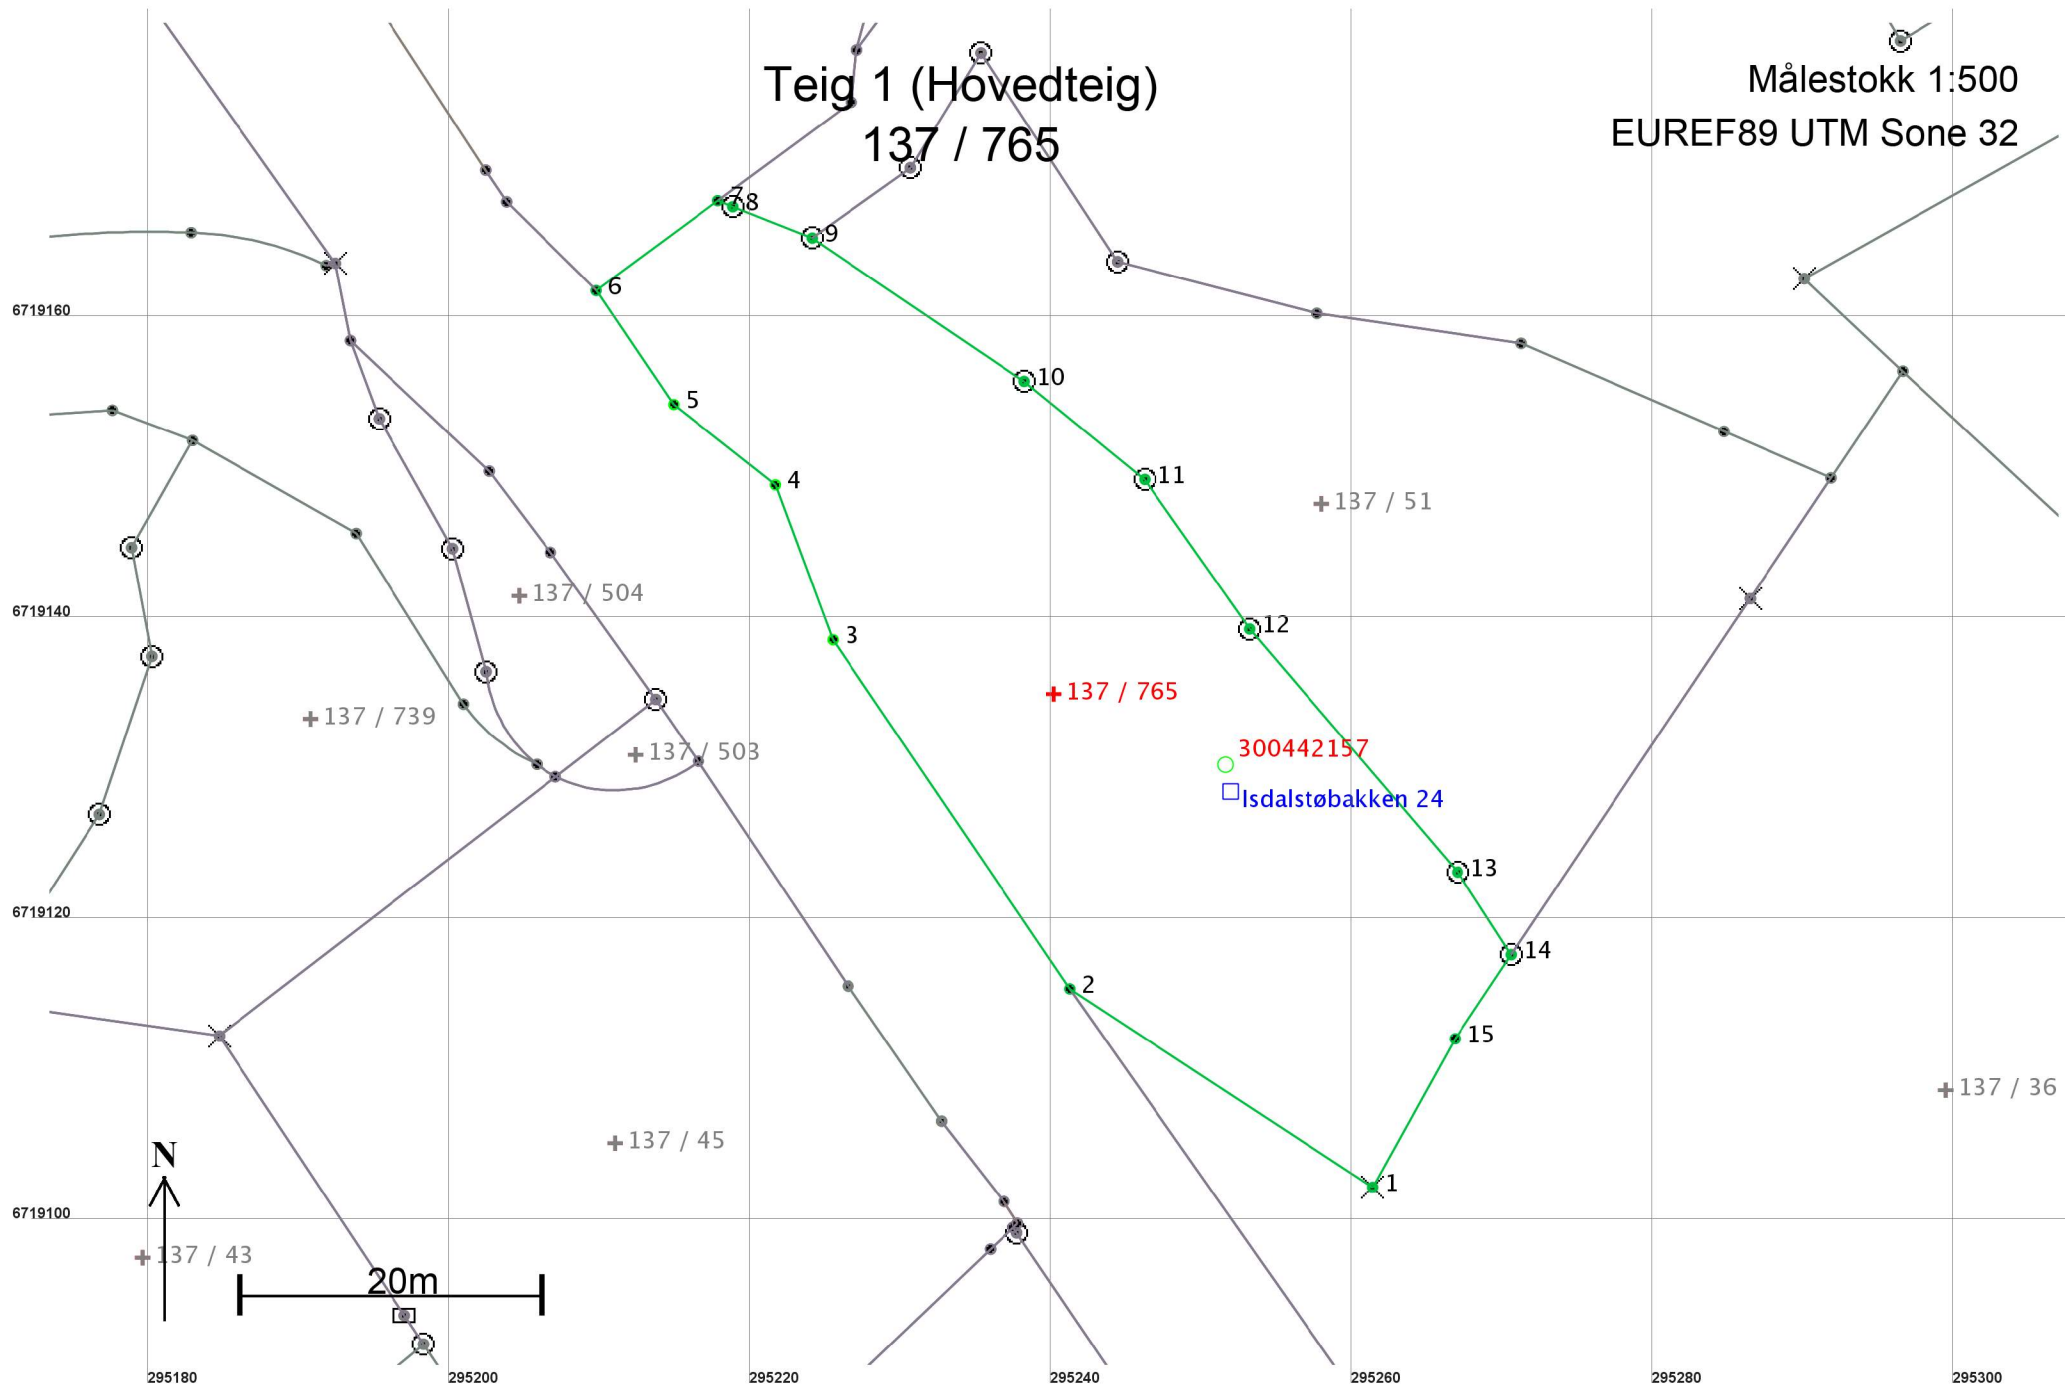 Teig 1 (Hovedteig)
137 / 765
Målestokk 1:500
EUREF89 UTM Sone 32
7
8
9
6
6719160
10
5
11
4
137 / 51
137 / 504
6719140
12
3
137 / 765
137 / 739
137 / 503
300442157
Isdalstøbakken 24
13
6719120
14
2
15
137 / 36
137 / 45
N
1
6719100
137 / 43
20m
295180
295200
295220
295240
295260
295280
295300